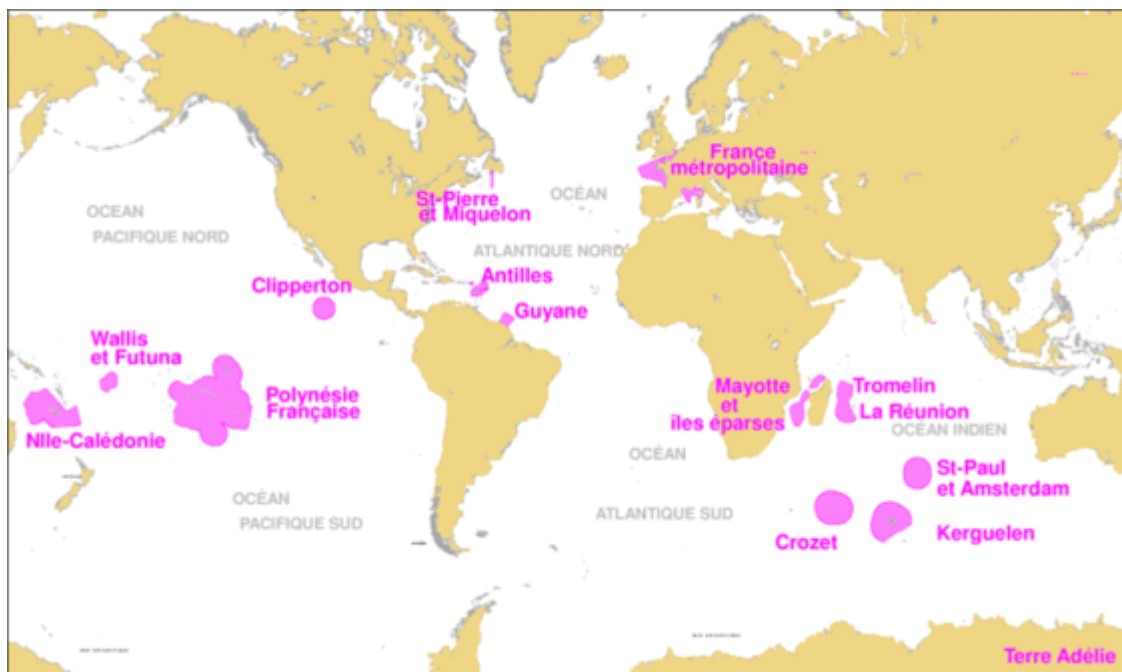 France
métropolitaine
St-Pierre
et Miquelon
OCÉAN
ATLANTIQUE NORD
OCEAN
PACIFIQUE NORD
Clipperton
Antilles
Guyane
Wallis
et Futuna
Polynésie
Française
Nlle-Calédonie
Mayotte
et
îles éparses
Tromelin
La Réunion
OCÉAN INDIEN
OCÉAN
ATLANTIQUE SUD
St-Paul
et Amsterdam
OCÉAN
PACIFIQUE SUD
Crozet
Kerguelen
Terre Adélie